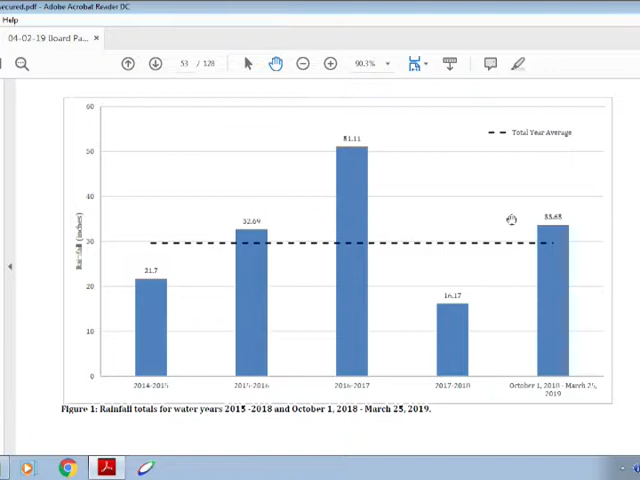 secured.pdf - Adobe Acrobat Reader DC
Help
04-02-19 Board Pa... ×
53 / 128
90.3%
60
Total Year Average
51.11
50
40
33.68
32.69
Rainfall (inches)
30
21.7
20
16.17
10
0
2014-2015 2015-2016 2016-2017 2017-2018 October 1, 2018 - March 25,
2019
Figure 1: Rainfall totals for water years 2015 -2018 and October 1, 2018 - March 25, 2019.